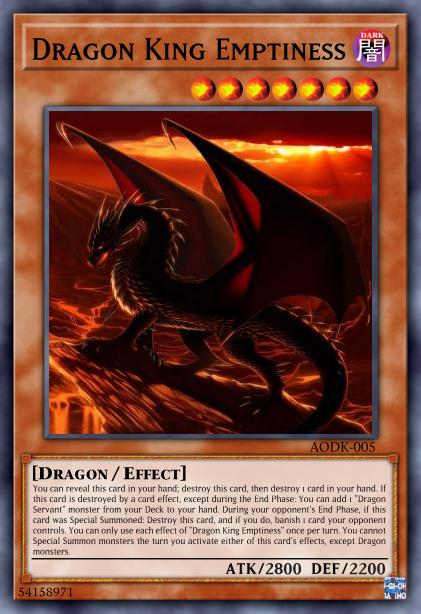 DRAGON KING EMPTINESS
DARK
闇
AODK-005
[DRAGON / EFFECT]
You can reveal this card in your hand; destroy this card, then destroy 1 card in your hand. If
this card is destroyed by a card effect, except during the End Phase: You can add 1 "Dragon
Servant" monster from your Deck to your hand. During your opponent's End Phase, if this
card was Special Summoned: Destroy this card, and if you do, banish 1 card your opponent
controls. You can only use each effect of "Dragon King Emptiness" once per turn. You cannot
Special Summon monsters the turn you activate either of this card's effects, except Dragon
monsters.
ATK/2800 DEF/2200
54158971